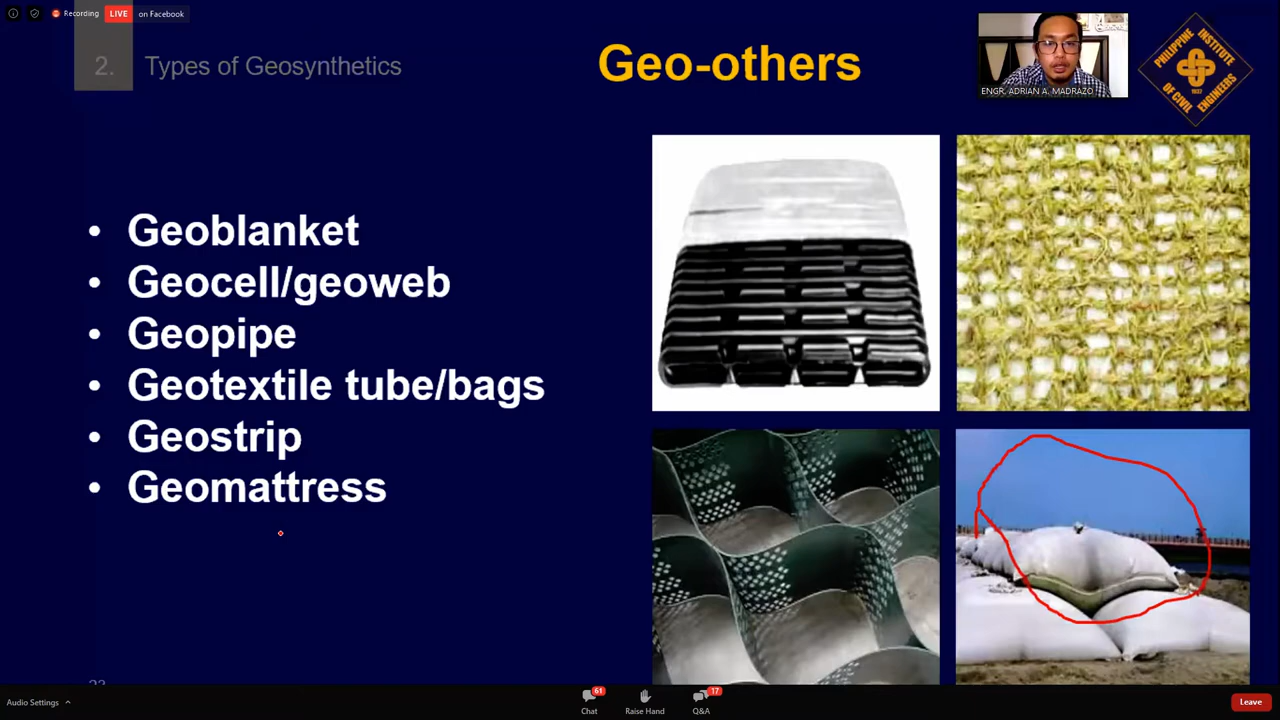 Recording LIVE on Facebook
2. Types of Geosynthetics
Geo-others
ENGR. ADRIAN A. MADRAZO
PHILIPPINE INSTITUTE
OF CIVIL ENGINEERS
1937
• Geoblanket
• Geocell/geoweb
• Geopipe
• Geotextile tube/bags
• Geostrip
• Geomattress
Audio Settings
61
Chat
Raise Hand
17
Q&A
Leave